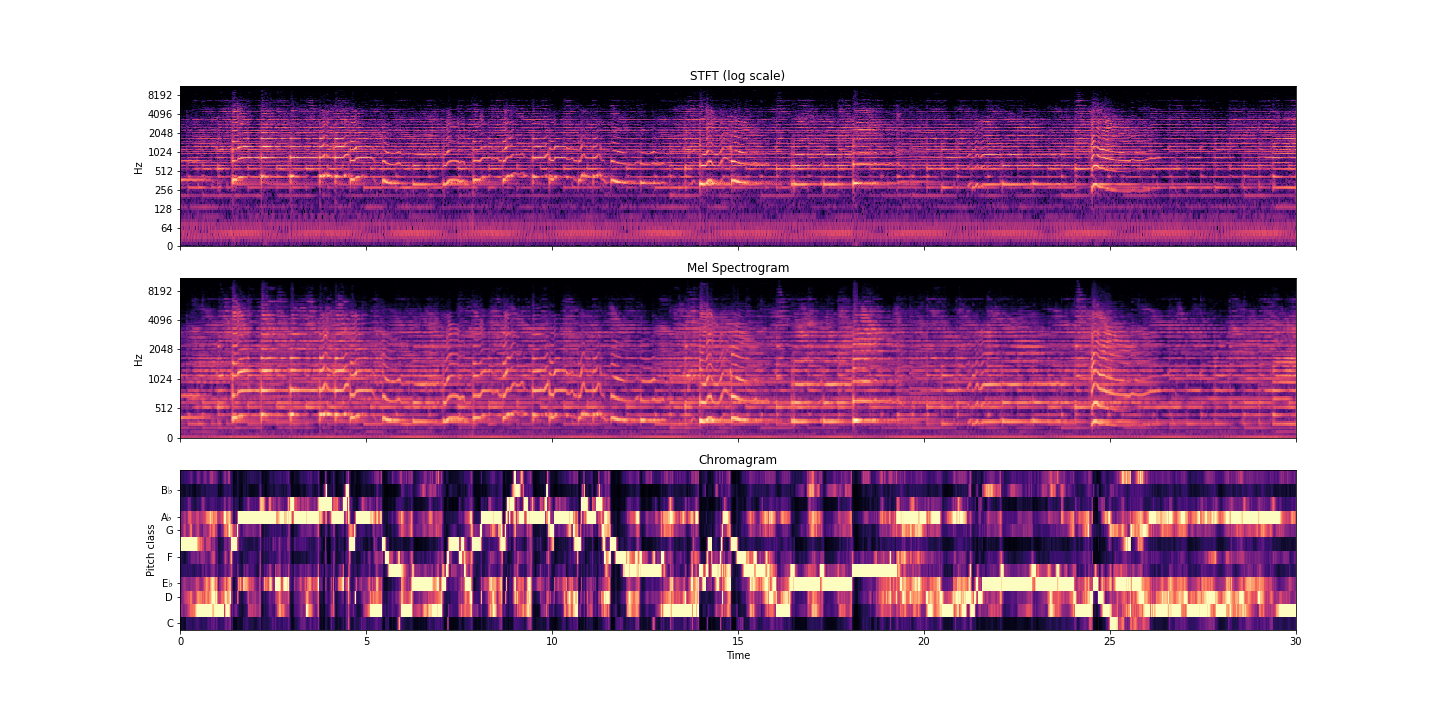 STFT (log scale)
8192
4096
2048
1024
512
256
128
64
0
Hz
Mel Spectrogram
8192
4096
2048
1024
512
0
Hz
Chromagram
B♭
A♭
G
F
E♭
D
C
Pitch class
0 5 10 15 20 25 30
Time